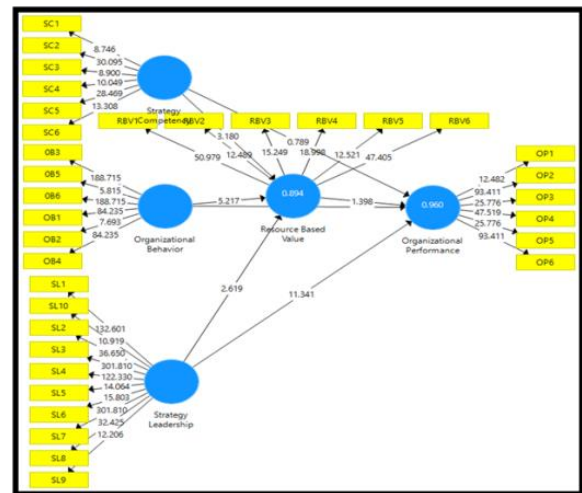 SC1
SC2
SC3
SC4
SC5
SC6
8.746
30.095
8.900
10.049
28.469
13.308
Strategy
Competency
RBV1
RBV2
RBV3
RBV4
RBV5
RBV6
3.180
0.789
50.979
12.489
15.249
18.998
12.521
47.405
0B3
0B5
0B6
OB1
OB2
OB4
188.715
5.815
188.715
84.235
7.693
84.235
Organizational
Behavior
5.217
0.894
Resource Based
Value
1.398
0.960
Organizational
Performance
12.482
93.411
25.776
47.519
25.776
93.411
OP1
OP2
OP3
OP4
OP5
OP6
2.619
11.341
SL1
SL10
SL2
SL3
SL4
SL5
SL6
SL7
SL8
SL9
132.601
10.919
36.650
301.810
122.330
14.064
15.803
301.810
32.425
12.206
Strategy
Leadership